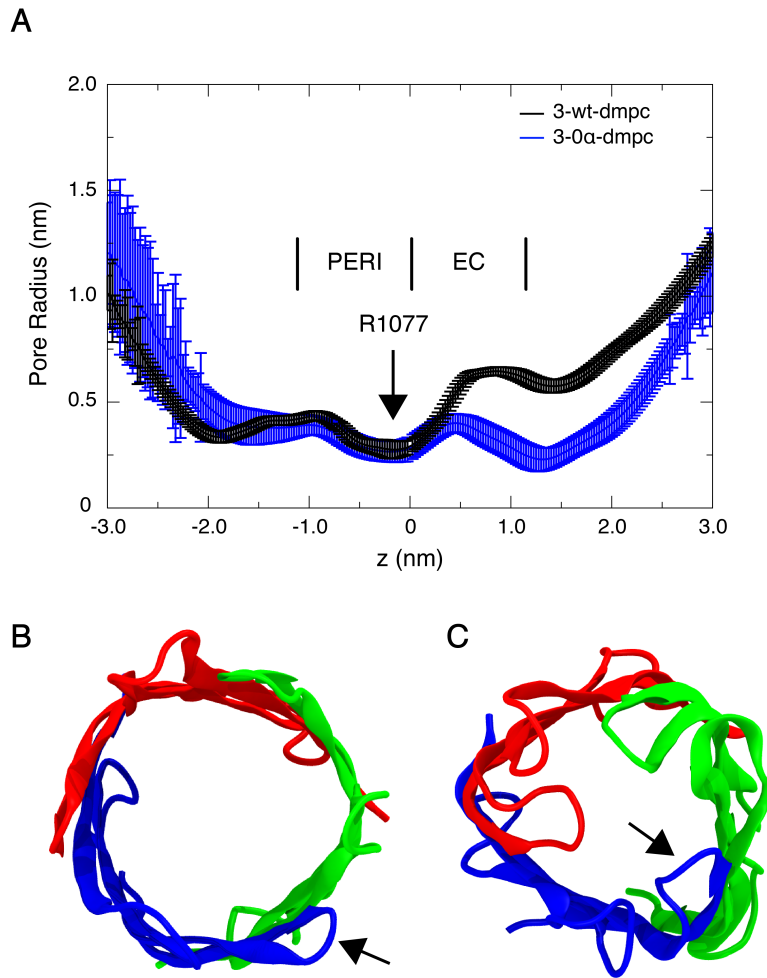 A
2.0
1.5
1.0
0.5
0
Pore Radius (nm)
3-wt-dmpc
3-0α-dmpc
PERI
EC
R1077
-3.0 -2.0 -1.0 0 1.0 2.0 3.0
z (nm)
B
C